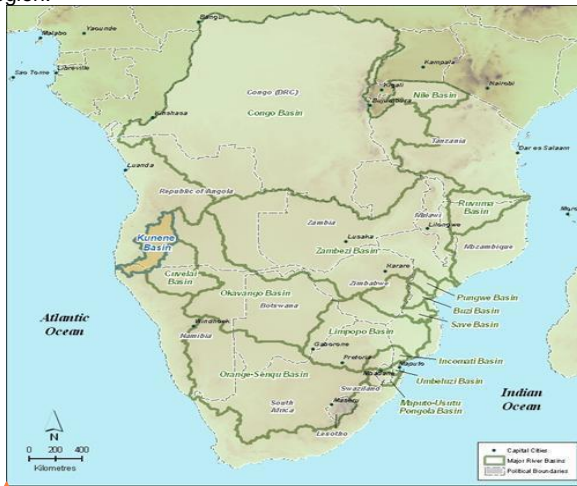 Bangui
Malabo
Yaounde
Sao Tome
Libreville
Kampala
Nairobi
Kigali
Nile Basin
Bujumbura
Congo (DRC)
Congo Basin
Kinshasa
Tanzania
Dar es Salaam
Luanda
Republic of Angola
Ruvuma
Basin
Malawi
Zambia
Lilongwe
Mozambique
Lusaka
Zambezi Basin
Kunene
Basin
Cuvelai
Basin
Harare
Zimbabwe
Okavango Basin
Botswana
Pungwe Basin
Buzi Basin
Save Basin
Atlantic
Ocean
Windhoek
Namibia
Limpopo Basin
Gaborone
Pretoria
Maputo
Incomati Basin
Mbabane
Umbeluzi Basin
Orange-Senqu Basin
Swaziland
Maputo-Usutu
Pongola Basin
Indian
Ocean
South
Africa
Maseru
Lesotho
N
0 200 400
Kilometres
Capital Cities
Major River Basins
Political Boundaries